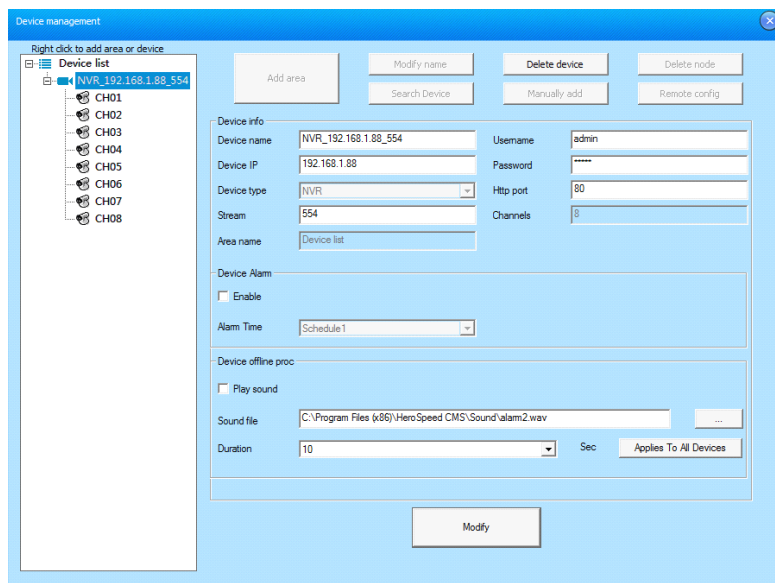 Device management
Right click to add area or device
Device list
NVR_192.168.1.88_554
CH01
CH02
CH03
CH04
CH05
CH06
CH07
CH08
Add area
Modify name
Delete device
Delete node
Search Device
Manually add
Remote config
Device info
Device name NVR_192.168.1.88_554 Username admin
Device IP 192.168.1.88 Password *****
Device type NVR Http port 80
Stream 554 Channels 8
Area name Device list
Device Alarm
Enable
Alarm Time Schedule1
Device offline proc
Play sound
Sound file C:\Program Files (x86)\HeroSpeed CMS\Sound\alarm2.wav ...
Duration 10 Sec Applies To All Devices
Modify